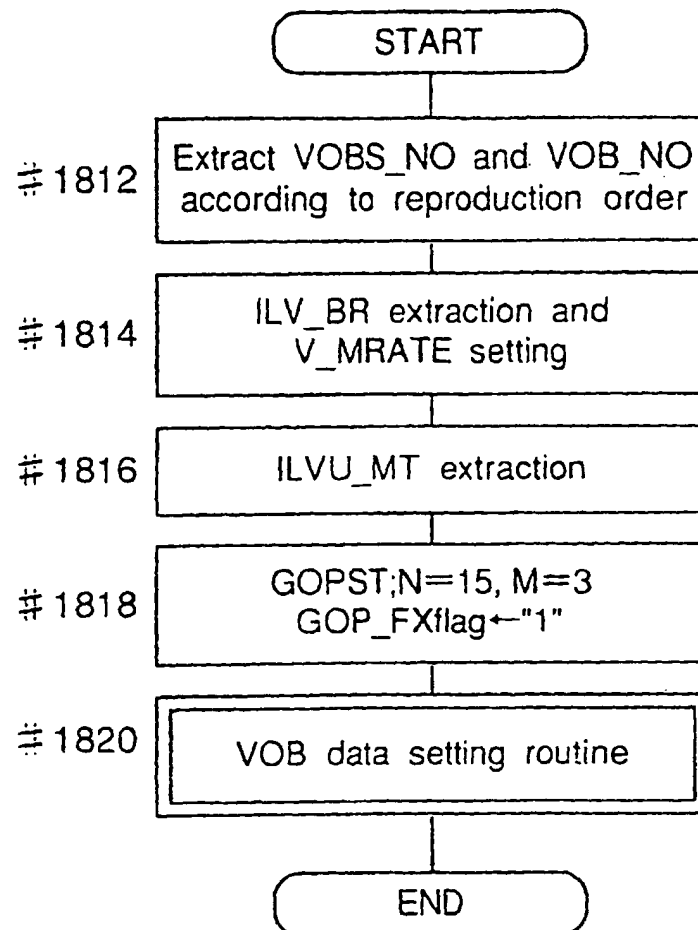 START
#1812
Extract VOBS_NO and VOB_NO
according to reproduction order
#1814
ILV_BR extraction and
V_MRATE setting
#1816
ILVU_MT extraction
#1818
GOPST;N=15, M=3
GOP_FXflag←"1"
#1820
VOB data setting routine
END